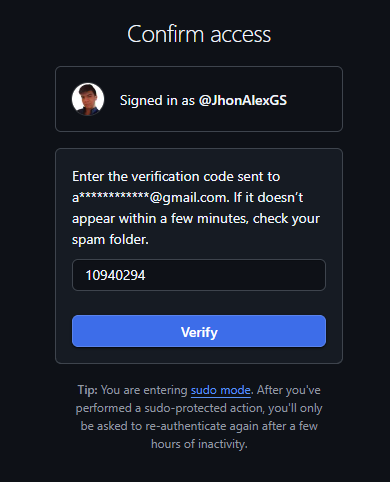 Confirm access
Signed in as @JhonAlexGS
Enter the verification code sent to
a************@gmail.com. If it doesn't
appear within a few minutes, check your
spam folder.
10940294
Verify
Tip: You are entering sudo mode. After you've
performed a sudo-protected action, you'll only
be asked to re-authenticate again after a few
hours of inactivity.